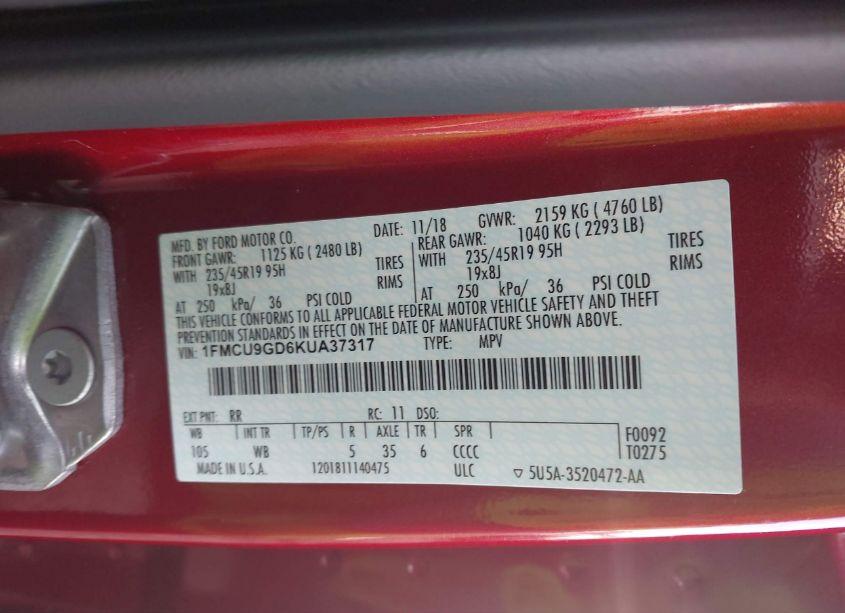 MFD. BY FORD MOTOR CO. DATE: 11/18 GVWR: 2159 KG ( 4760 LB)
FRONT GAWR: 1125 KG ( 2480 LB) REAR GAWR: 1040 KG ( 2293 LB)
WITH 235/45R19 95H TIRES WITH 235/45R19 95H TIRES
19x8J RIMS 19x8J RIMS
AT 250 kPa/ 36 PSI COLD AT 250 kPa/ 36 PSI COLD
THIS VEHICLE CONFORMS TO ALL APPLICABLE FEDERAL MOTOR VEHICLE SAFETY AND THEFT
PREVENTION STANDARDS IN EFFECT ON THE DATE OF MANUFACTURE SHOWN ABOVE.
VIN: 1FMCU9GD6KUA37317 TYPE: MPV
EXT PNT: RR RC: 11 DSO:
WB INT TR TP/PS R AXLE TR SPR F0092
105 WB 5 35 6 CCCC T0275
MADE IN U.S.A. 1201811140475 ULC ▽ 5U5A-3520472-AA